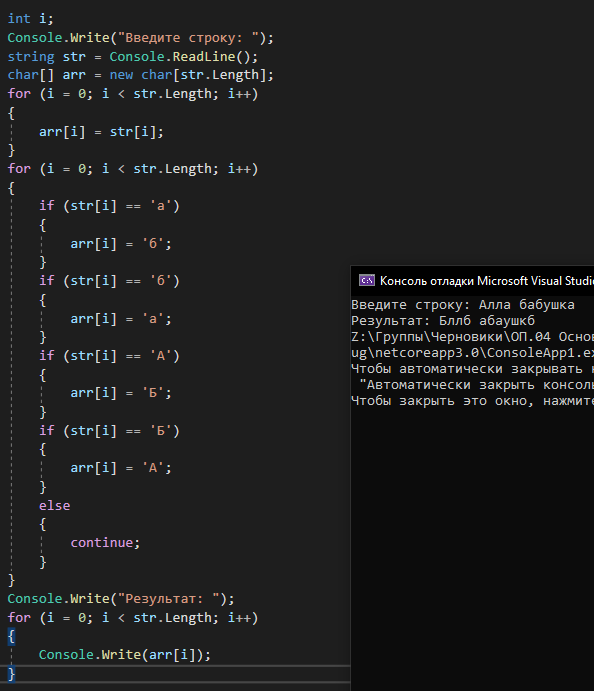 int i;
Console.Write("Введите строку: ");
string str = Console.ReadLine();
char[] arr = new char[str.Length];
for (i = 0; i < str.Length; i++)
{
arr[i] = str[i];
}
for (i = 0; i < str.Length; i++)
{
if (str[i] == 'а')
{
arr[i] = 'б';
}
if (str[i] == 'б')
{
arr[i] = 'а';
}
if (str[i] == 'А')
{
arr[i] = 'Б';
}
if (str[i] == 'Б')
{
arr[i] = 'А';
}
else
{
continue;
}
}
Console.Write("Результат: ");
for (i = 0; i < str.Length; i++)
{
Console.Write(arr[i]);
}
Консоль отладки Microsoft Visual Studio
Введите строку: Алла бабушка
Результат: Бллб абаушкб
Z:\Группы\Черновики\ОП.04 Основ
ug\netcoreapp3.0\ConsoleApp1.ex
Чтобы автоматически закрывать
"Автоматически закрыть консоль
Чтобы закрыть это окно, нажмите